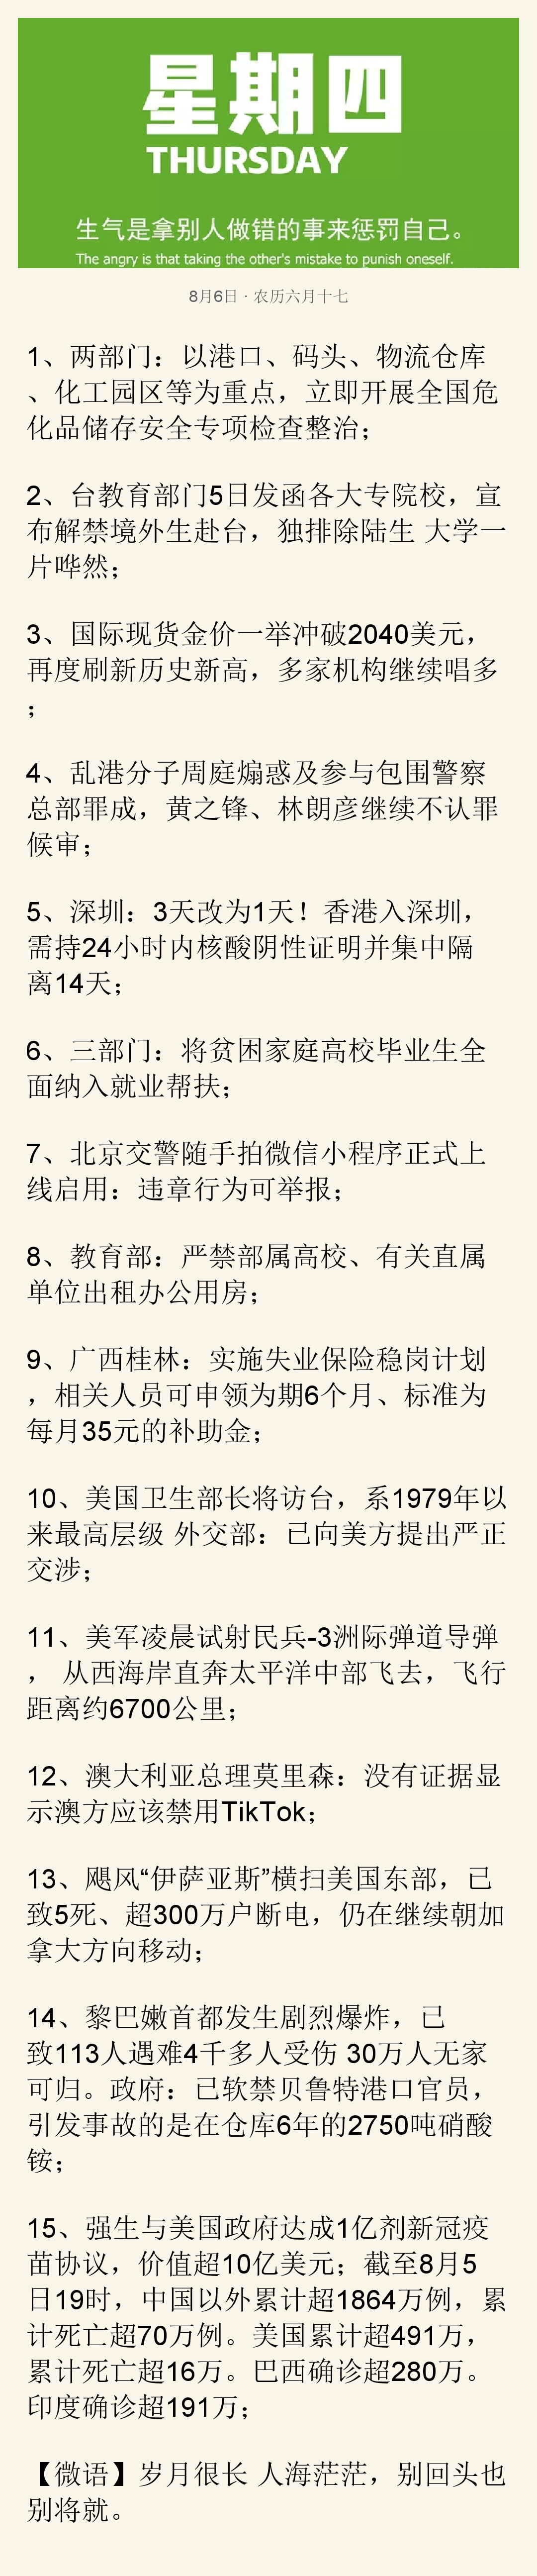 星期四
THURSDAY
生气是拿别人做错的事来惩罚自己。
The angry is that taking the other's mistake to punish oneself.
8月6日 · 农历六月十七
1、两部门：以港口、码头、物流仓库
、化工园区等为重点，立即开展全国危
化品储存安全专项检查整治；
2、台教育部门5日发函各大专院校，宣
布解禁境外生赴台，独排除陆生 大学一
片哗然；
3、国际现货金价一举冲破2040美元，
再度刷新历史新高，多家机构继续唱多
；
4、乱港分子周庭煽惑及参与包围警察
总部罪成，黄之锋、林朗彦继续不认罪
候审；
5、深圳：3天改为1天！香港入深圳，
需持24小时内核酸阴性证明并集中隔
离14天；
6、三部门：将贫困家庭高校毕业生全
面纳入就业帮扶；
7、北京交警随手拍微信小程序正式上
线启用：违章行为可举报；
8、教育部：严禁部属高校、有关直属
单位出租办公用房；
9、广西桂林：实施失业保险稳岗计划
，相关人员可申领为期6个月、标准为
每月35元的补助金；
10、美国卫生部长将访台，系1979年以
来最高层级 外交部：已向美方提出严正
交涉；
11、美军凌晨试射民兵-3洲际弹道导弹
， 从西海岸直奔太平洋中部飞去，飞行
距离约6700公里；
12、澳大利亚总理莫里森：没有证据显
示澳方应该禁用TikTok；
13、飓风“伊萨亚斯”横扫美国东部，已
致5死、超300万户断电，仍在继续朝加
拿大方向移动；
14、黎巴嫩首都发生剧烈爆炸，已
致113人遇难4千多人受伤 30万人无家
可归。政府：已软禁贝鲁特港口官员，
引发事故的是在仓库6年的2750吨硝酸
铵；
15、强生与美国政府达成1亿剂新冠疫
苗协议，价值超10亿美元；截至8月5
日19时，中国以外累计超1864万例，累
计死亡超70万例。美国累计超491万，
累计死亡超16万。巴西确诊超280万。
印度确诊超191万；
【微语】岁月很长 人海茫茫，别回头也
别将就。